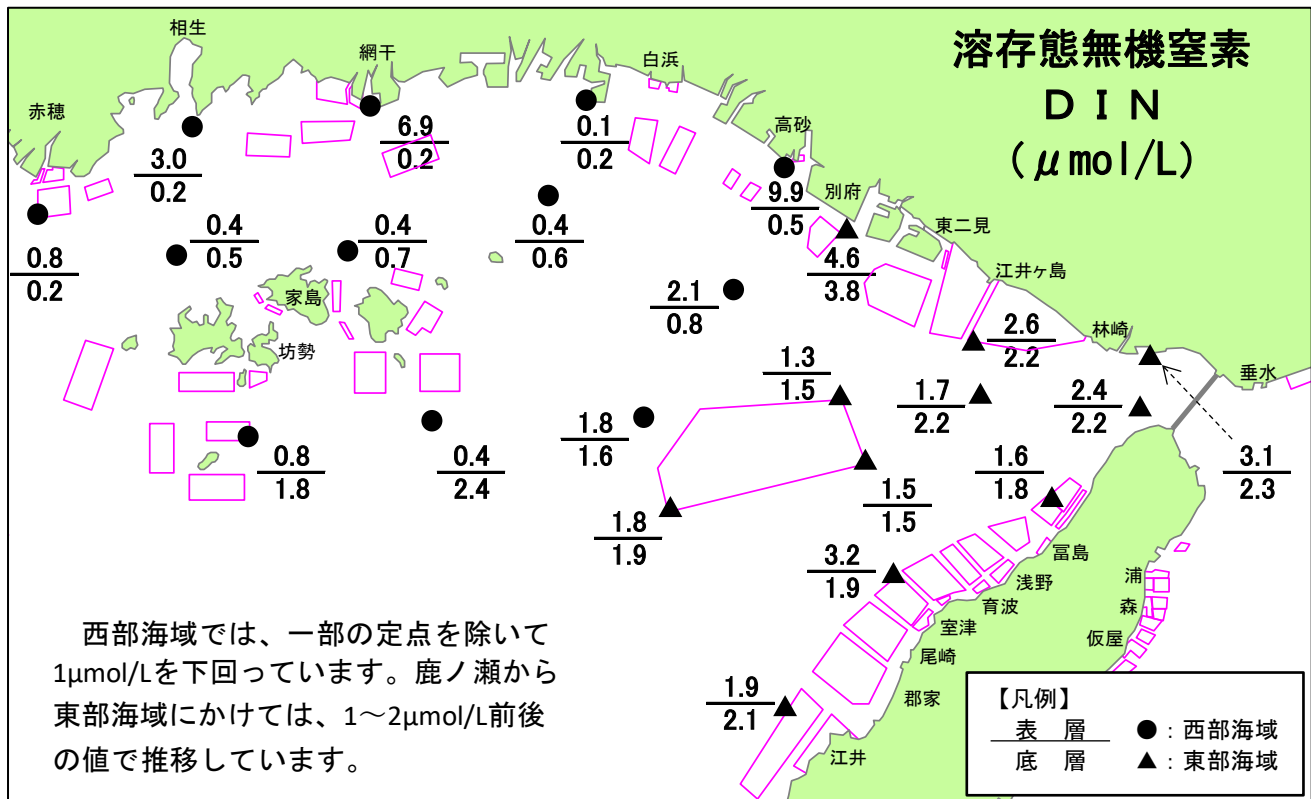 溶存態無機窒素
ＤＩＮ
(μmol/L)
相生
網干
白浜
赤穂
高砂
別府
東二見
江井ヶ島
林崎
垂水
家島
坊勢
3.0
0.2
6.9
0.2
0.1
0.2
9.9
0.5
0.8
0.2
0.4
0.5
0.4
0.7
0.4
0.6
4.6
3.8
2.1
0.8
2.6
2.2
1.3
1.5
1.7
2.2
2.4
2.2
3.1
2.3
0.8
1.8
0.4
2.4
1.8
1.6
1.8
1.9
1.5
1.5
1.6
1.8
3.2
1.9
1.9
2.1
冨島
浅野
育波
室津
尾崎
郡家
江井
浦
森
仮屋
西部海域では、一部の定点を除いて
1μmol/Lを下回っています。鹿ノ瀬から
東部海域にかけては、1～2μmol/L前後
の値で推移しています。
【凡例】
表 層 ●：西部海域
底 層 ▲：東部海域